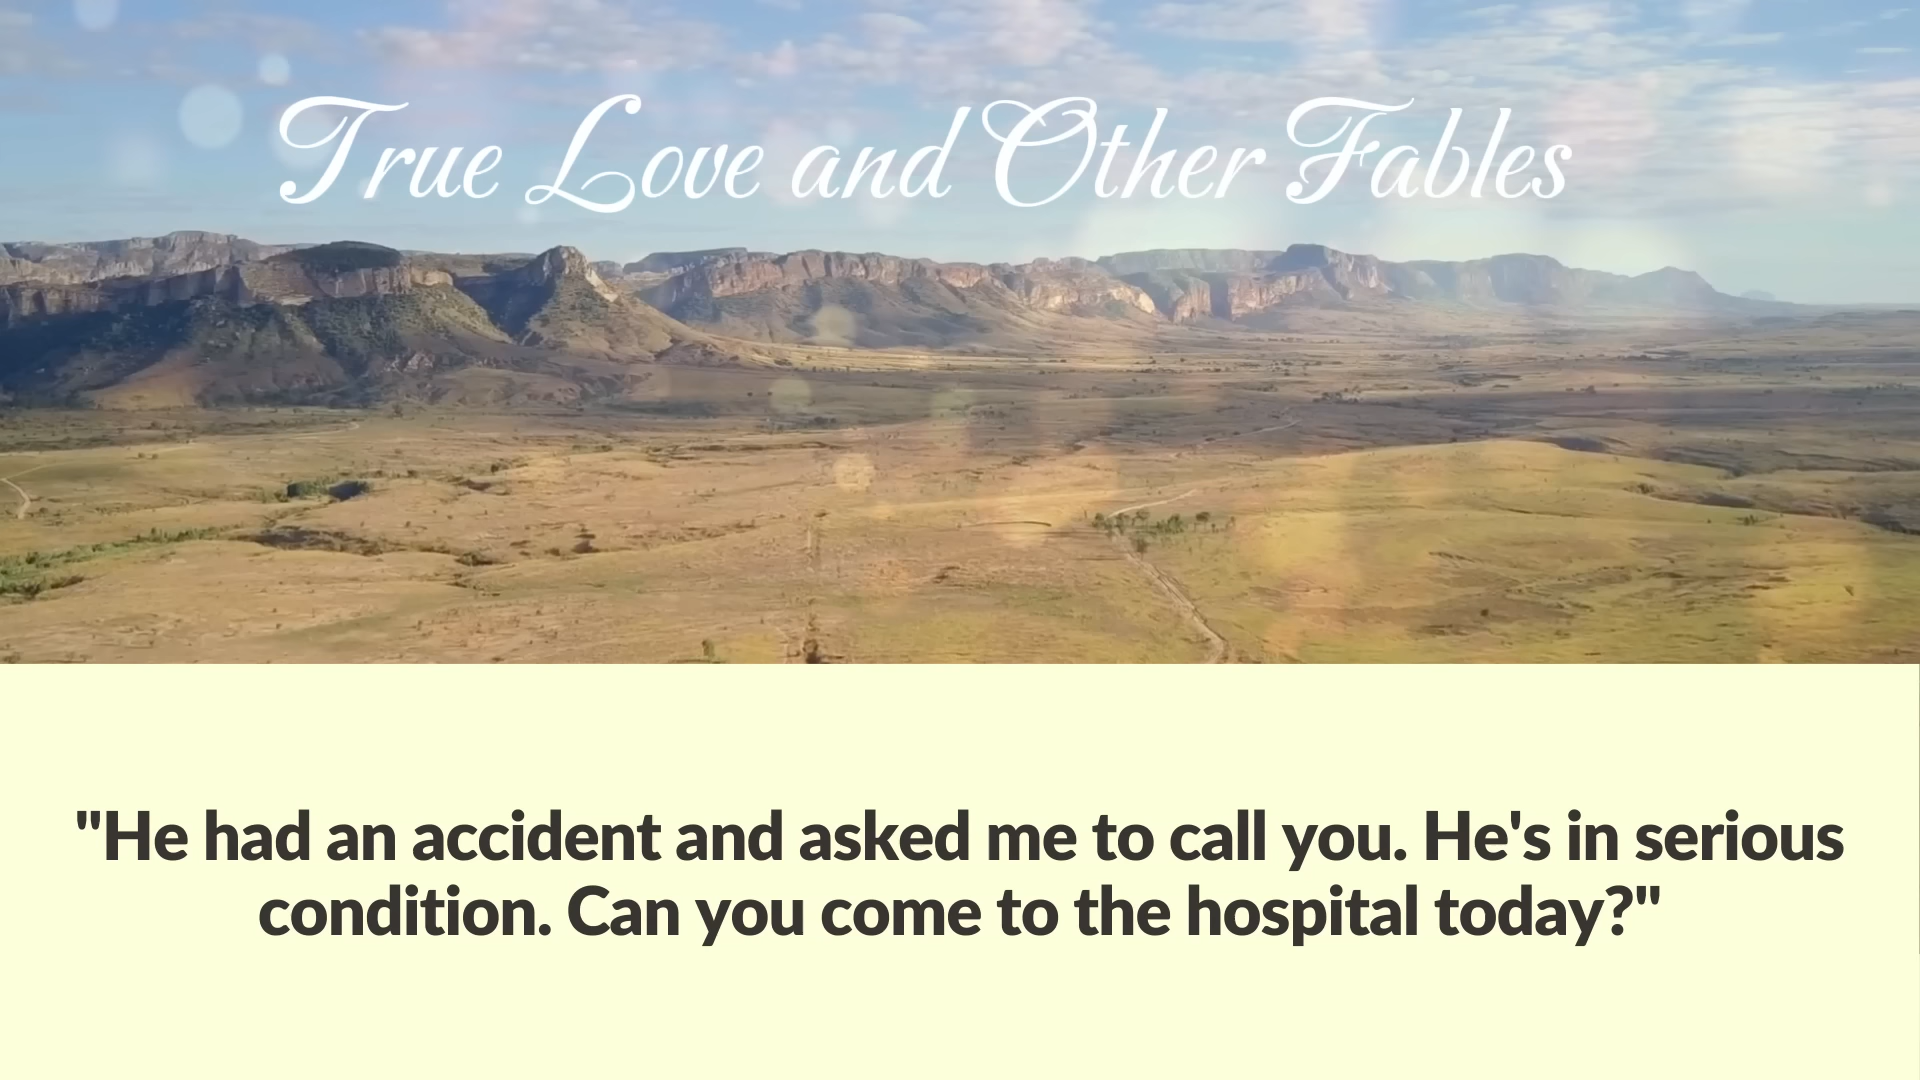 True Love and Other Fables
"He had an accident and asked me to call you. He's in serious
condition. Can you come to the hospital today?"